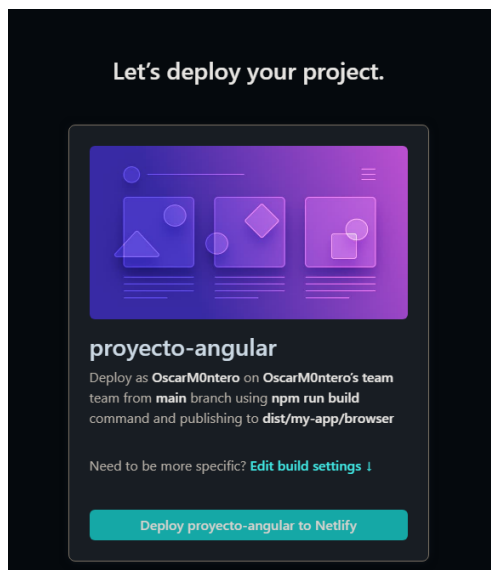 Let's deploy your project.
proyecto-angular
Deploy as OscarM0ntero on OscarM0ntero's team
team from main branch using npm run build
command and publishing to dist/my-app/browser
Need to be more specific? Edit build settings ↓
Deploy proyecto-angular to Netlify